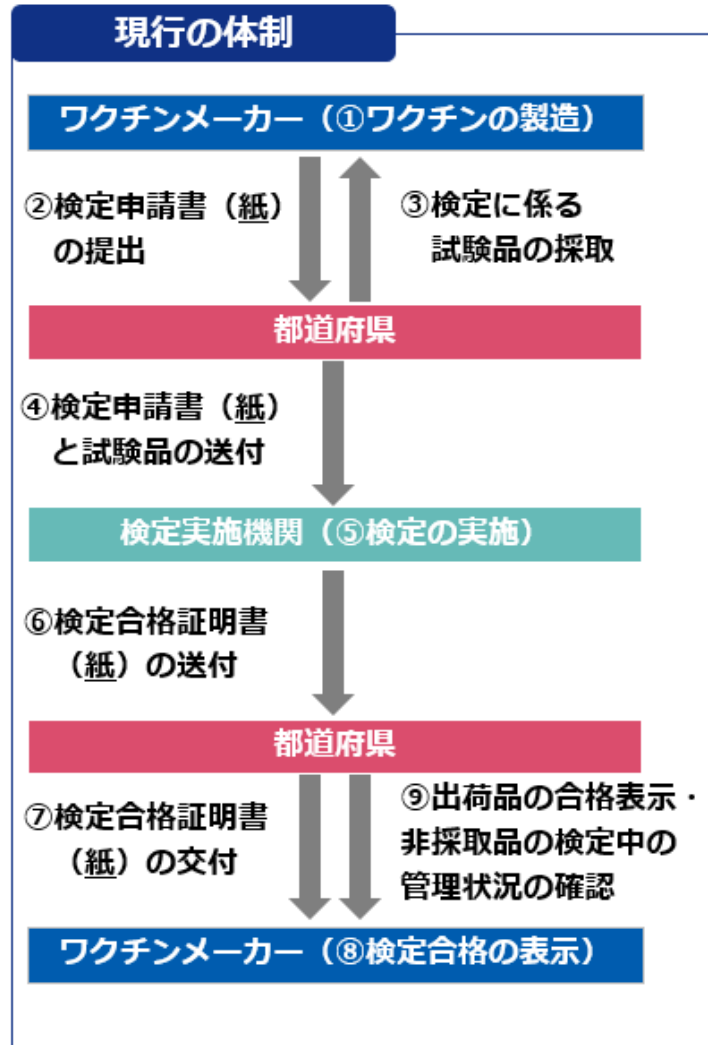 現行の体制
ワクチンメーカー（①ワクチンの製造）
②検定申請書（紙）
の提出
③検定に係る
試験品の採取
都道府県
④検定申請書（紙）
と試験品の送付
検定実施機関（⑤検定の実施）
⑥検定合格証明書
（紙）の送付
都道府県
⑦検定合格証明書
（紙）の交付
⑨出荷品の合格表示・
非採取品の検定中の
管理状況の確認
ワクチンメーカー（⑧検定合格の表示）